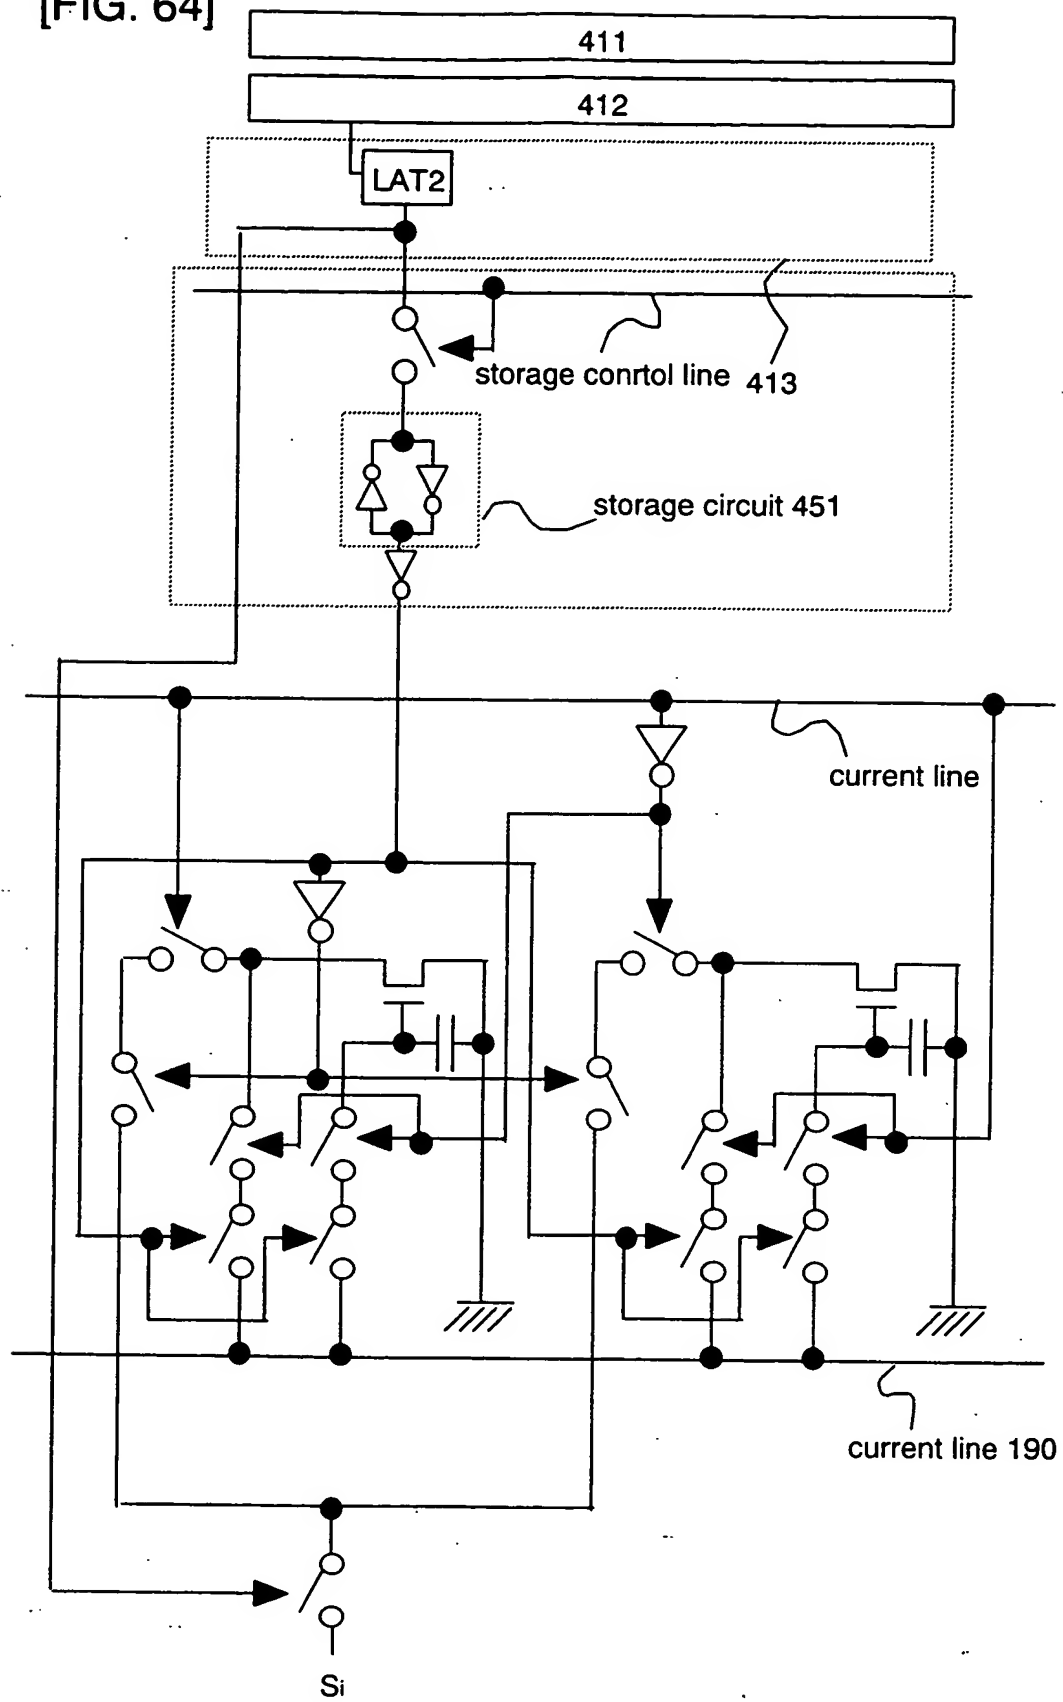 [FIG. 64]
411
412
LAT2
storage conrtol line 413
storage circuit 451
current line
current line 190
Si